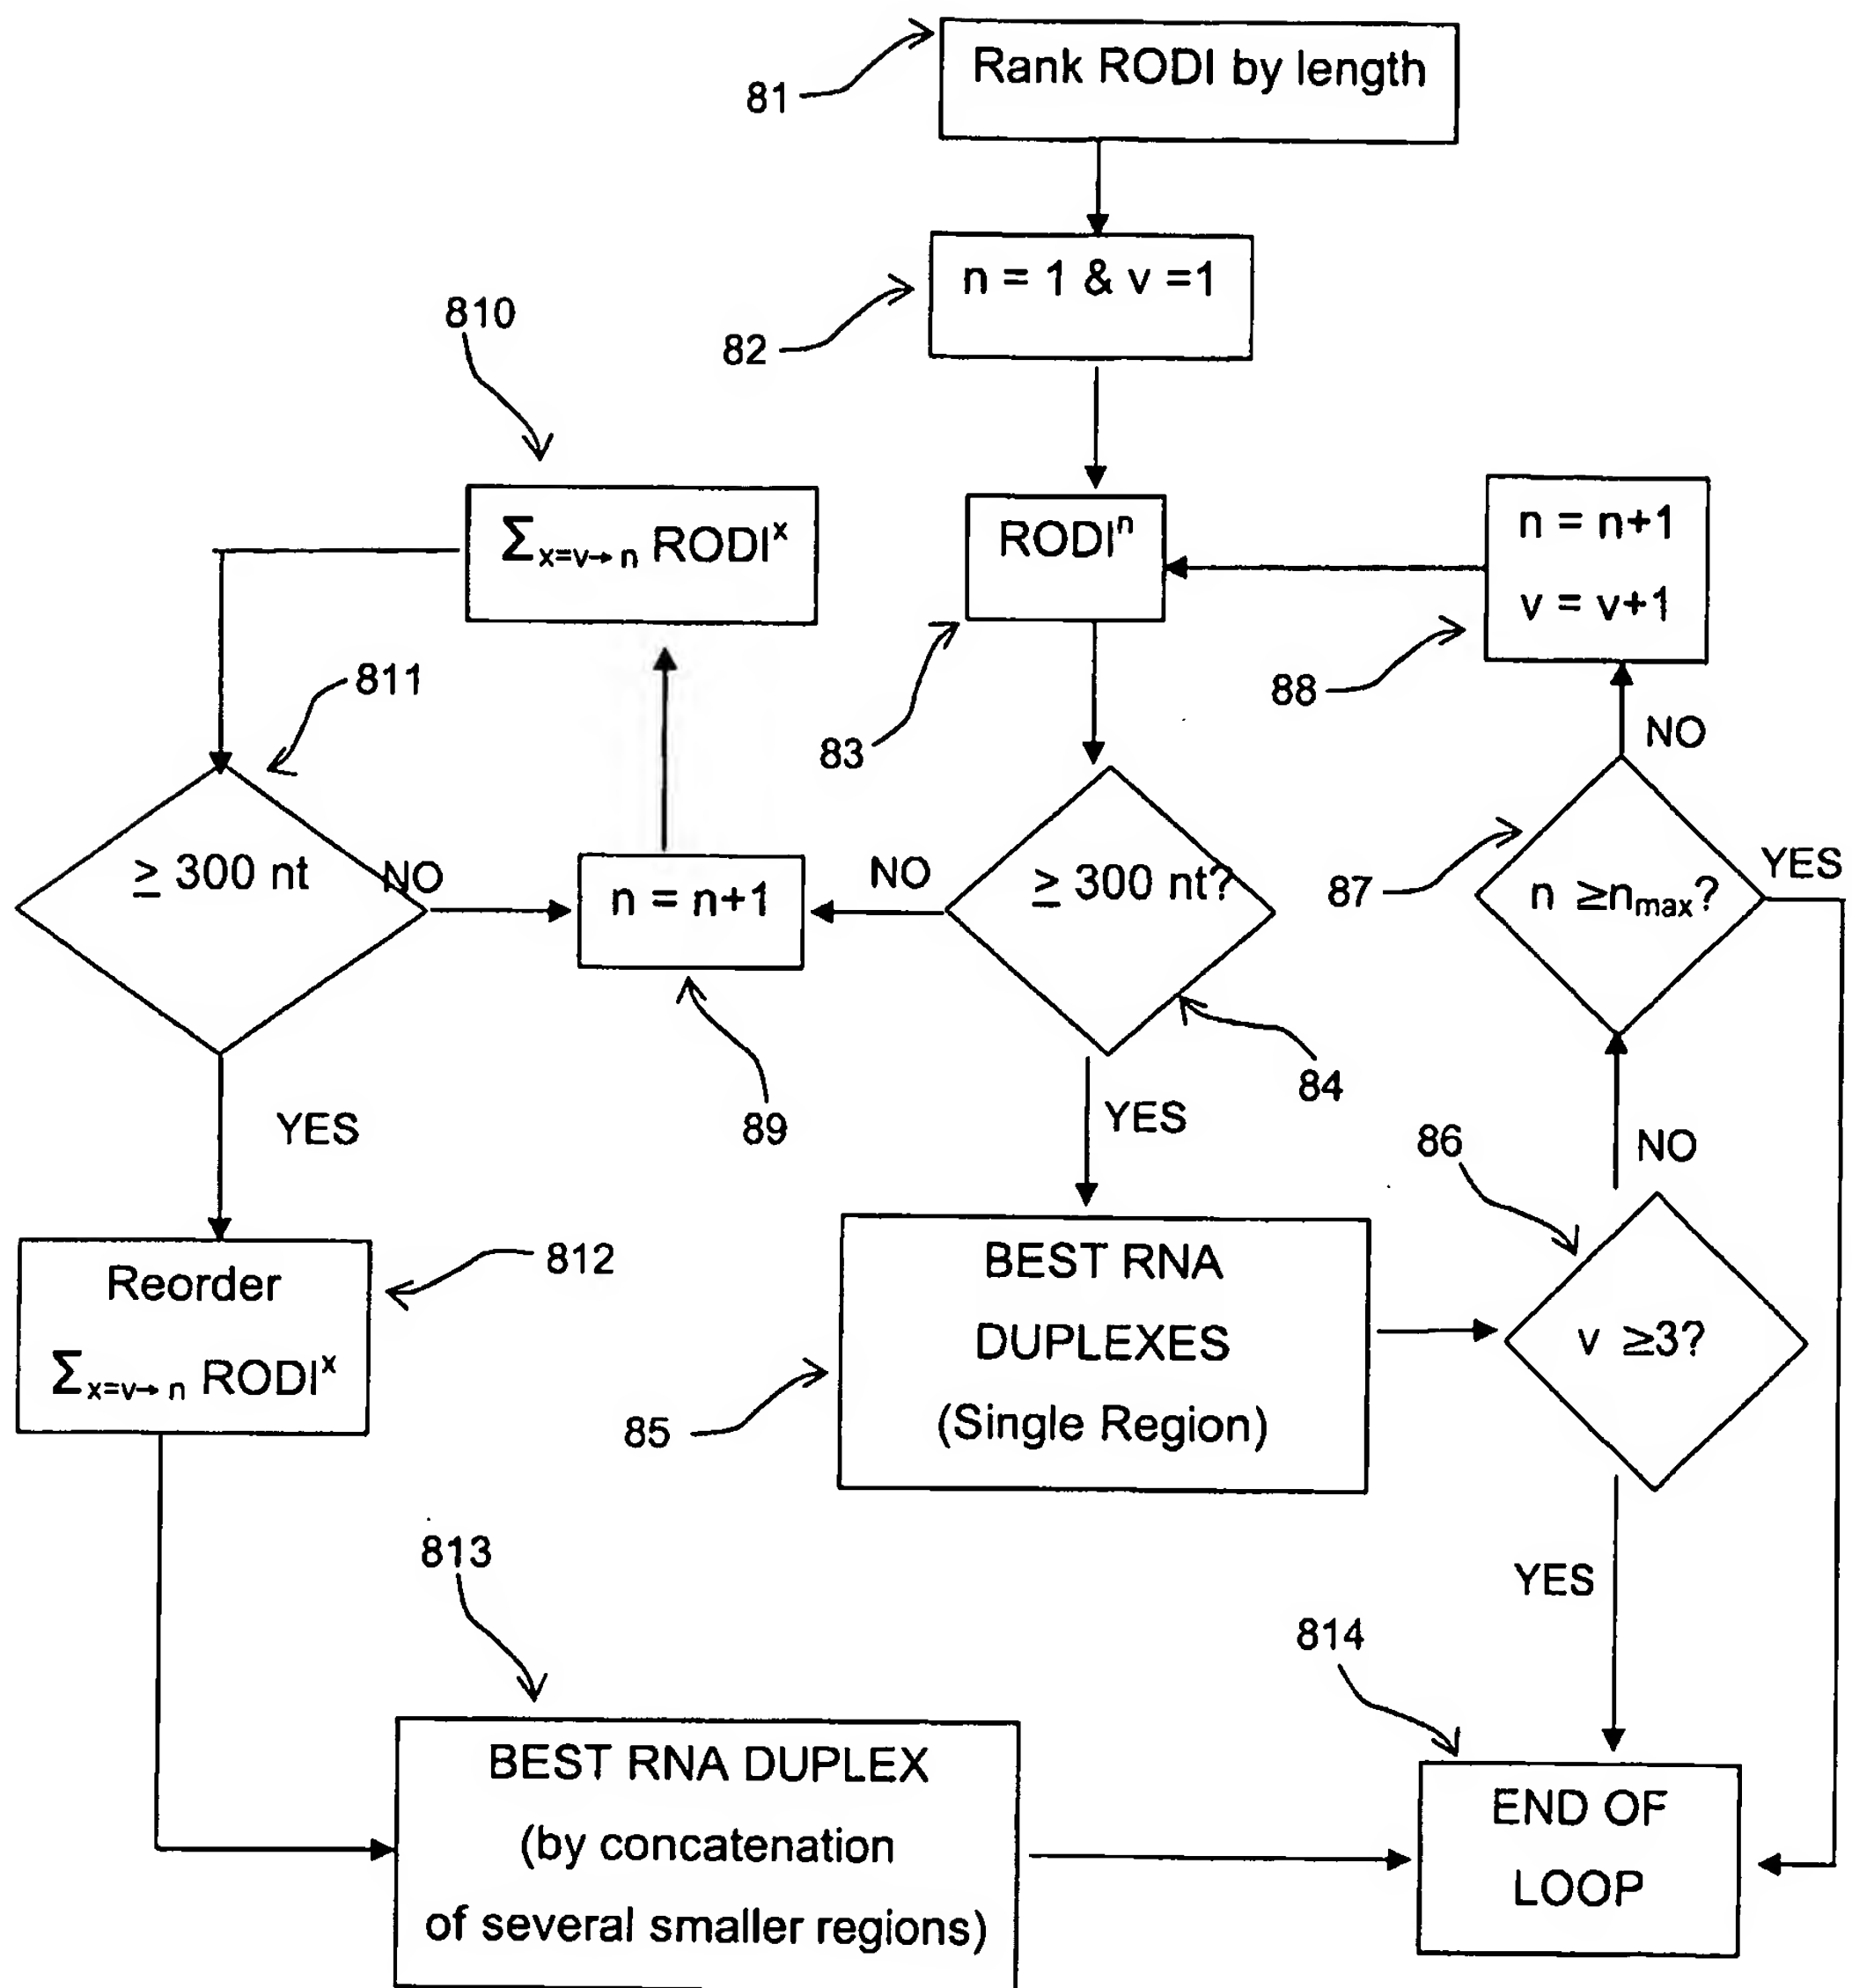 81
Rank RODI by length
82
n = 1 & v =1
810
Σx=v→ n RODIˣ
83
RODIⁿ
88
n = n+1
v = v+1
811
≥ 300 nt
NO
YES
89
n = n+1
NO
84
≥ 300 nt?
YES
87
n ≥nmax?
NO
YES
86
v ≥3?
NO
YES
812
Reorder
Σx=v→ n RODIˣ
85
BEST RNA
DUPLEXES
(Single Region)
813
BEST RNA DUPLEX
(by concatenation
of several smaller regions)
814
END OF
LOOP